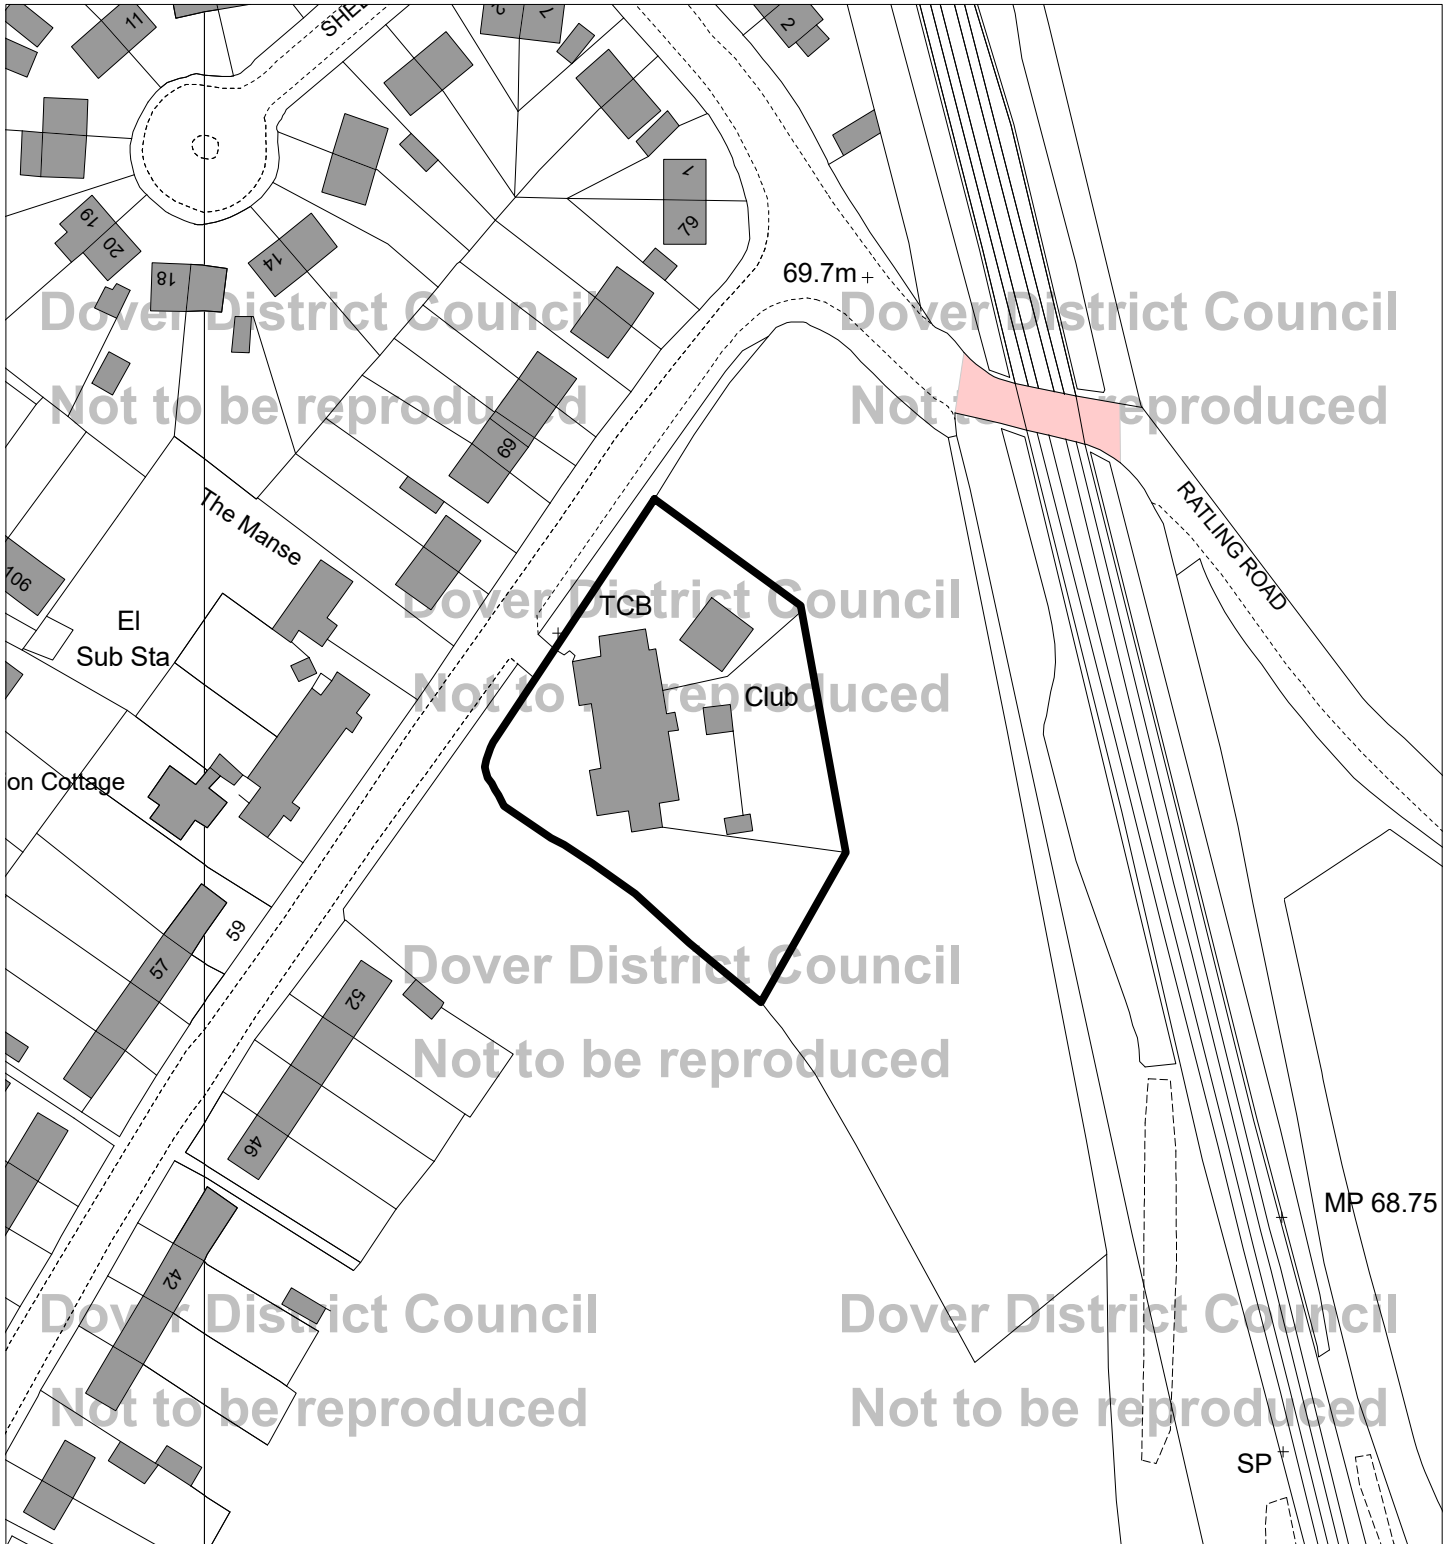 11
SHE
2
7
2
1
79
19
20
18
14
69.7m
Dover District Council
Dover District Council
Not to be reproduced
Not to be reproduced
69
The Manse
RATLING ROAD
106
Dover District Council
TCB
El
Sub Sta
Not to be reproduced
Club
on Cottage
59
57
Dover District Council
52
Not to be reproduced
46
MP 68.75
42
Dover District Council
Dover District Council
Not to be reproduced
Not to be reproduced
SP